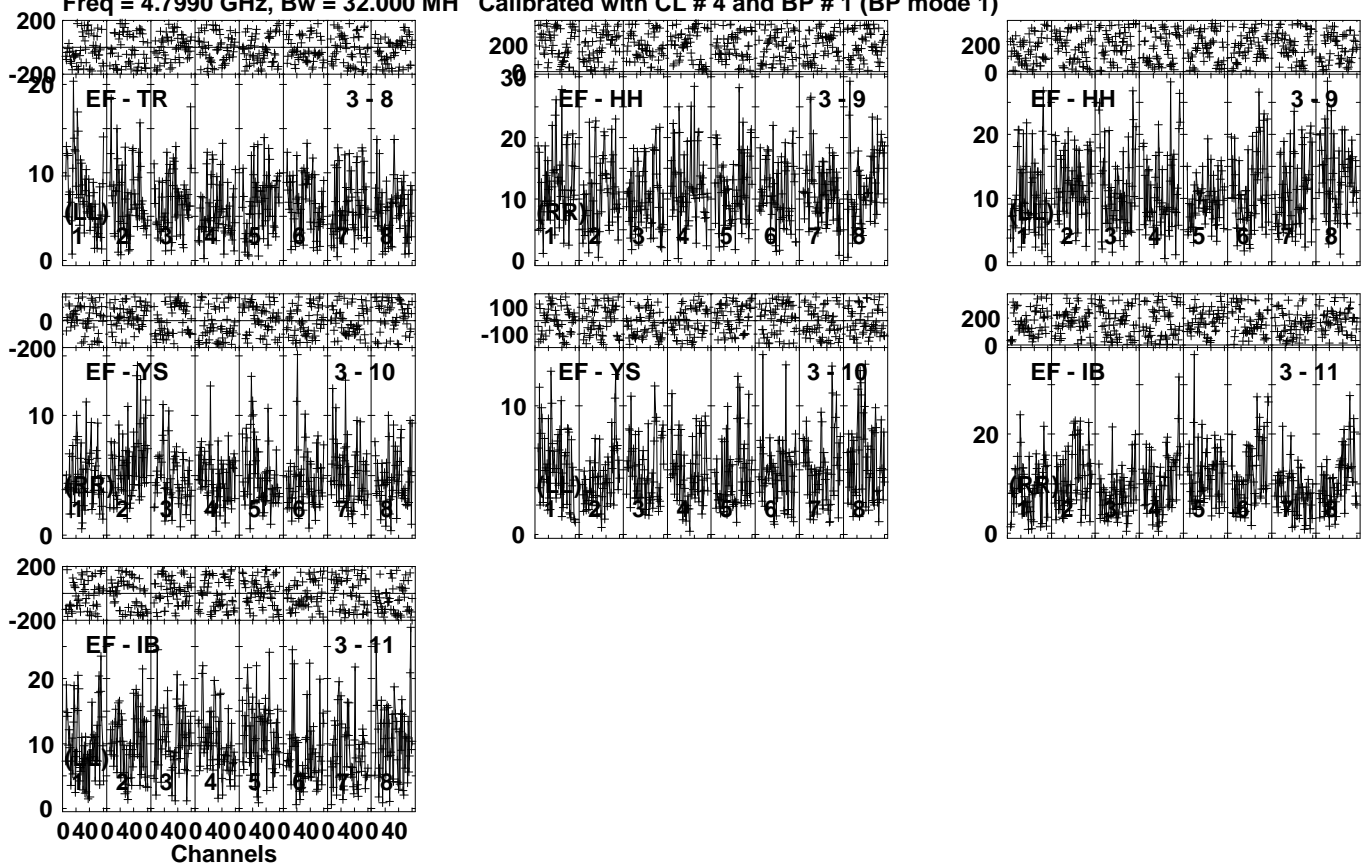 Freq = 4.7990 GHz, Bw = 32.000 MH Calibrated with CL # 4 and BP # 1 (BP mode 1)
200
-200
20
10
0
EF - TR 3 - 8
(LL)
1 2 3 4 5 6 7 8
200
0
30
20
10
0
EF - HH 3 - 9
(RR)
1 2 3 4 5 6 7 8
200
0
20
10
0
EF - HH 3 - 9
(LL)
1 2 3 4 5 6 7 8
0
-200
10
0
EF - YS 3 - 10
(RR)
1 2 3 4 5 6 7 8
100
-100
10
0
EF - YS 3 - 10
(LL)
1 2 3 4 5 6 7 8
200
0
20
0
EF - IB 3 - 11
(RR)
1 2 3 4 5 6 7 8
200
-200
20
10
0
EF - IB 3 - 11
(LL)
1 2 3 4 5 6 7 8
0 40 0 40 0 40 0 40 0 40 0 40 0 40 0 40
Channels